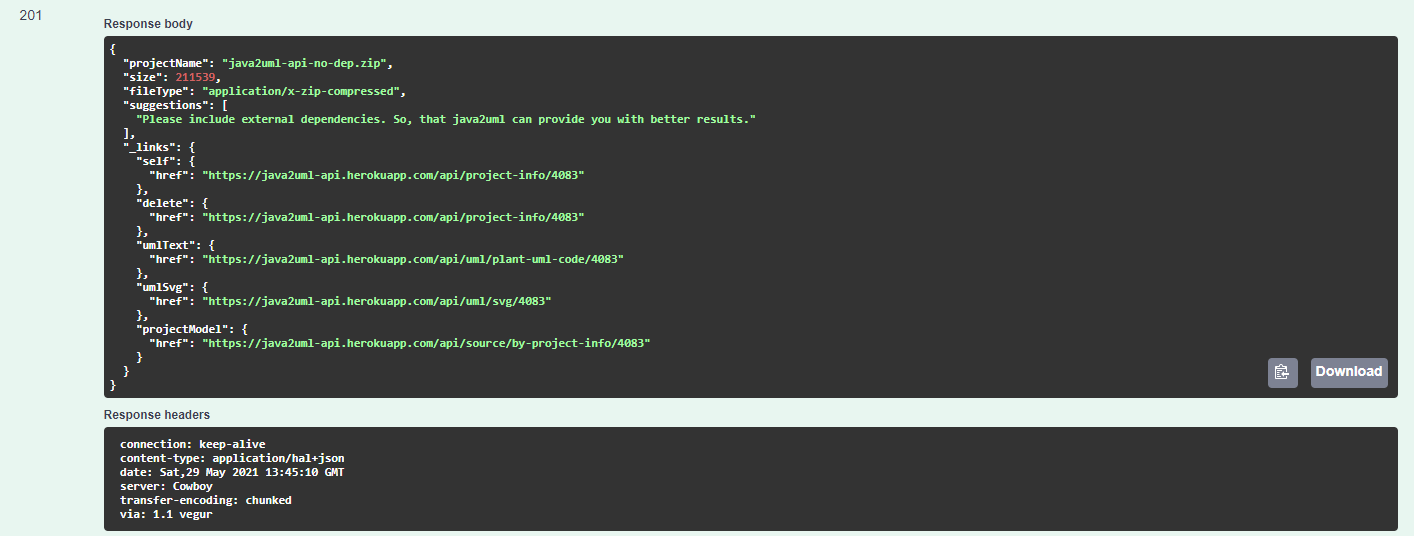 201
Response body
{
  "projectName": "java2uml-api-no-dep.zip",
  "size": 211539,
  "fileType": "application/x-zip-compressed",
  "suggestions": [
    "Please include external dependencies. So, that java2uml can provide you with better results."
  ],
  "_links": {
    "self": {
      "href": "https://java2uml-api.herokuapp.com/api/project-info/4083"
    },
    "delete": {
      "href": "https://java2uml-api.herokuapp.com/api/project-info/4083"
    },
    "umlText": {
      "href": "https://java2uml-api.herokuapp.com/api/uml/plant-uml-code/4083"
    },
    "umlSvg": {
      "href": "https://java2uml-api.herokuapp.com/api/uml/svg/4083"
    },
    "projectModel": {
      "href": "https://java2uml-api.herokuapp.com/api/source/by-project-info/4083"
    }
  }
}
Download
Response headers
connection: keep-alive
content-type: application/hal+json
date: Sat,29 May 2021 13:45:10 GMT
server: Cowboy
transfer-encoding: chunked
via: 1.1 vegur